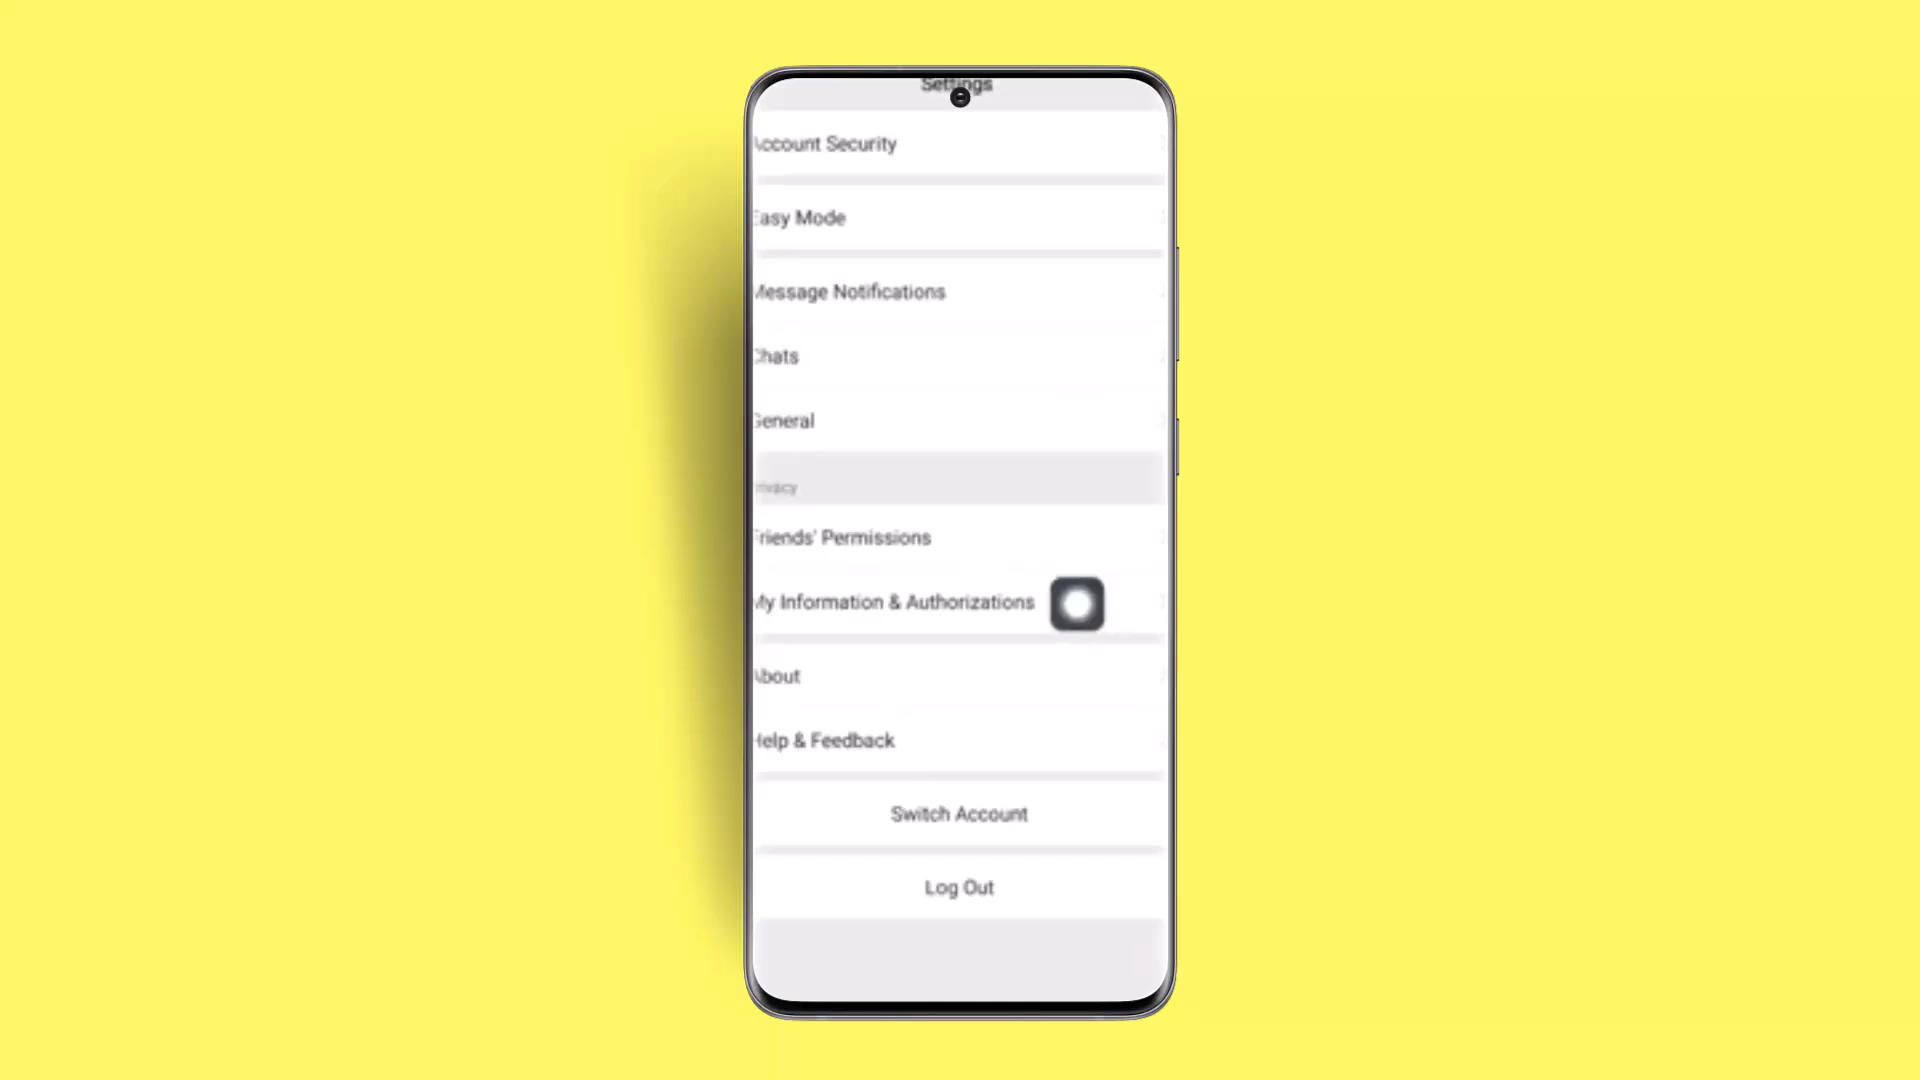 Settings
Account Security
Easy Mode
Message Notifications
Chats
General
Privacy
Friends' Permissions
My Information & Authorizations
About
Help & Feedback
Switch Account
Log Out